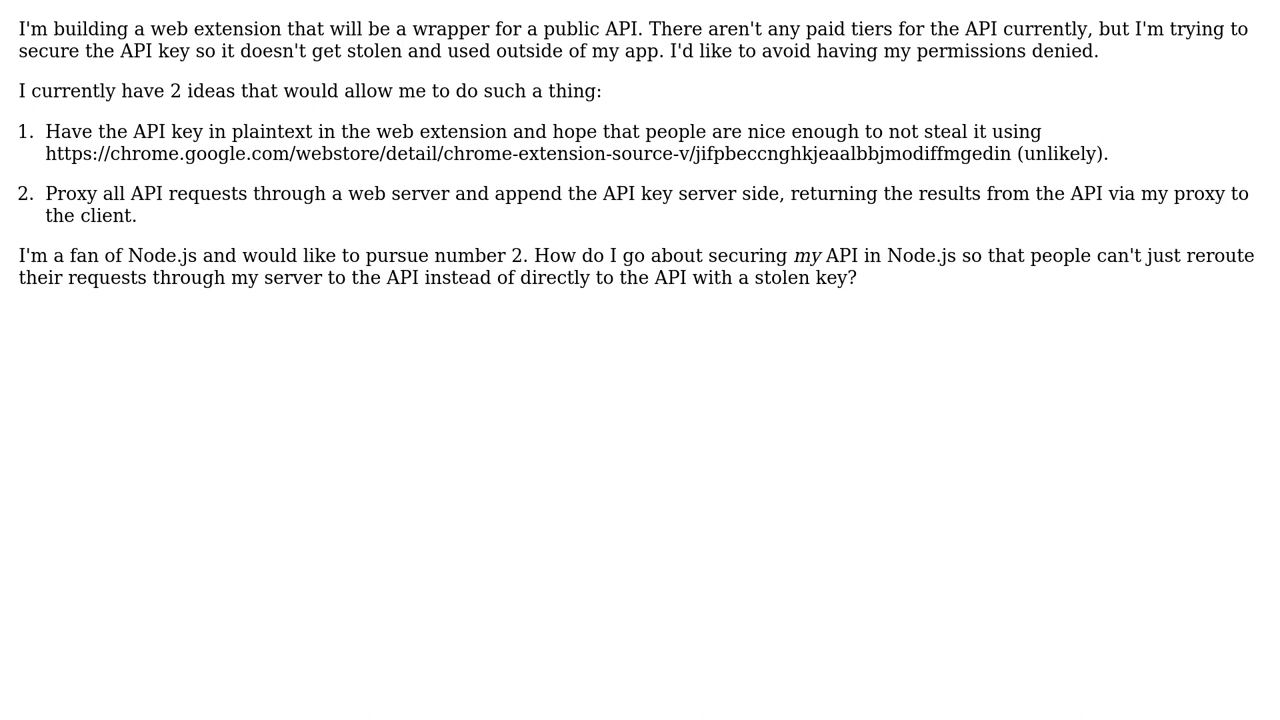 I'm building a web extension that will be a wrapper for a public API. There aren't any paid tiers for the API currently, but I'm trying to
secure the API key so it doesn't get stolen and used outside of my app. I'd like to avoid having my permissions denied.
I currently have 2 ideas that would allow me to do such a thing:
1. Have the API key in plaintext in the web extension and hope that people are nice enough to not steal it using
https://chrome.google.com/webstore/detail/chrome-extension-source-v/jifpbeccnghkjeaalbbjmodiffmgedin (unlikely).
2. Proxy all API requests through a web server and append the API key server side, returning the results from the API via my proxy to
the client.
I'm a fan of Node.js and would like to pursue number 2. How do I go about securing my API in Node.js so that people can't just reroute
their requests through my server to the API instead of directly to the API with a stolen key?